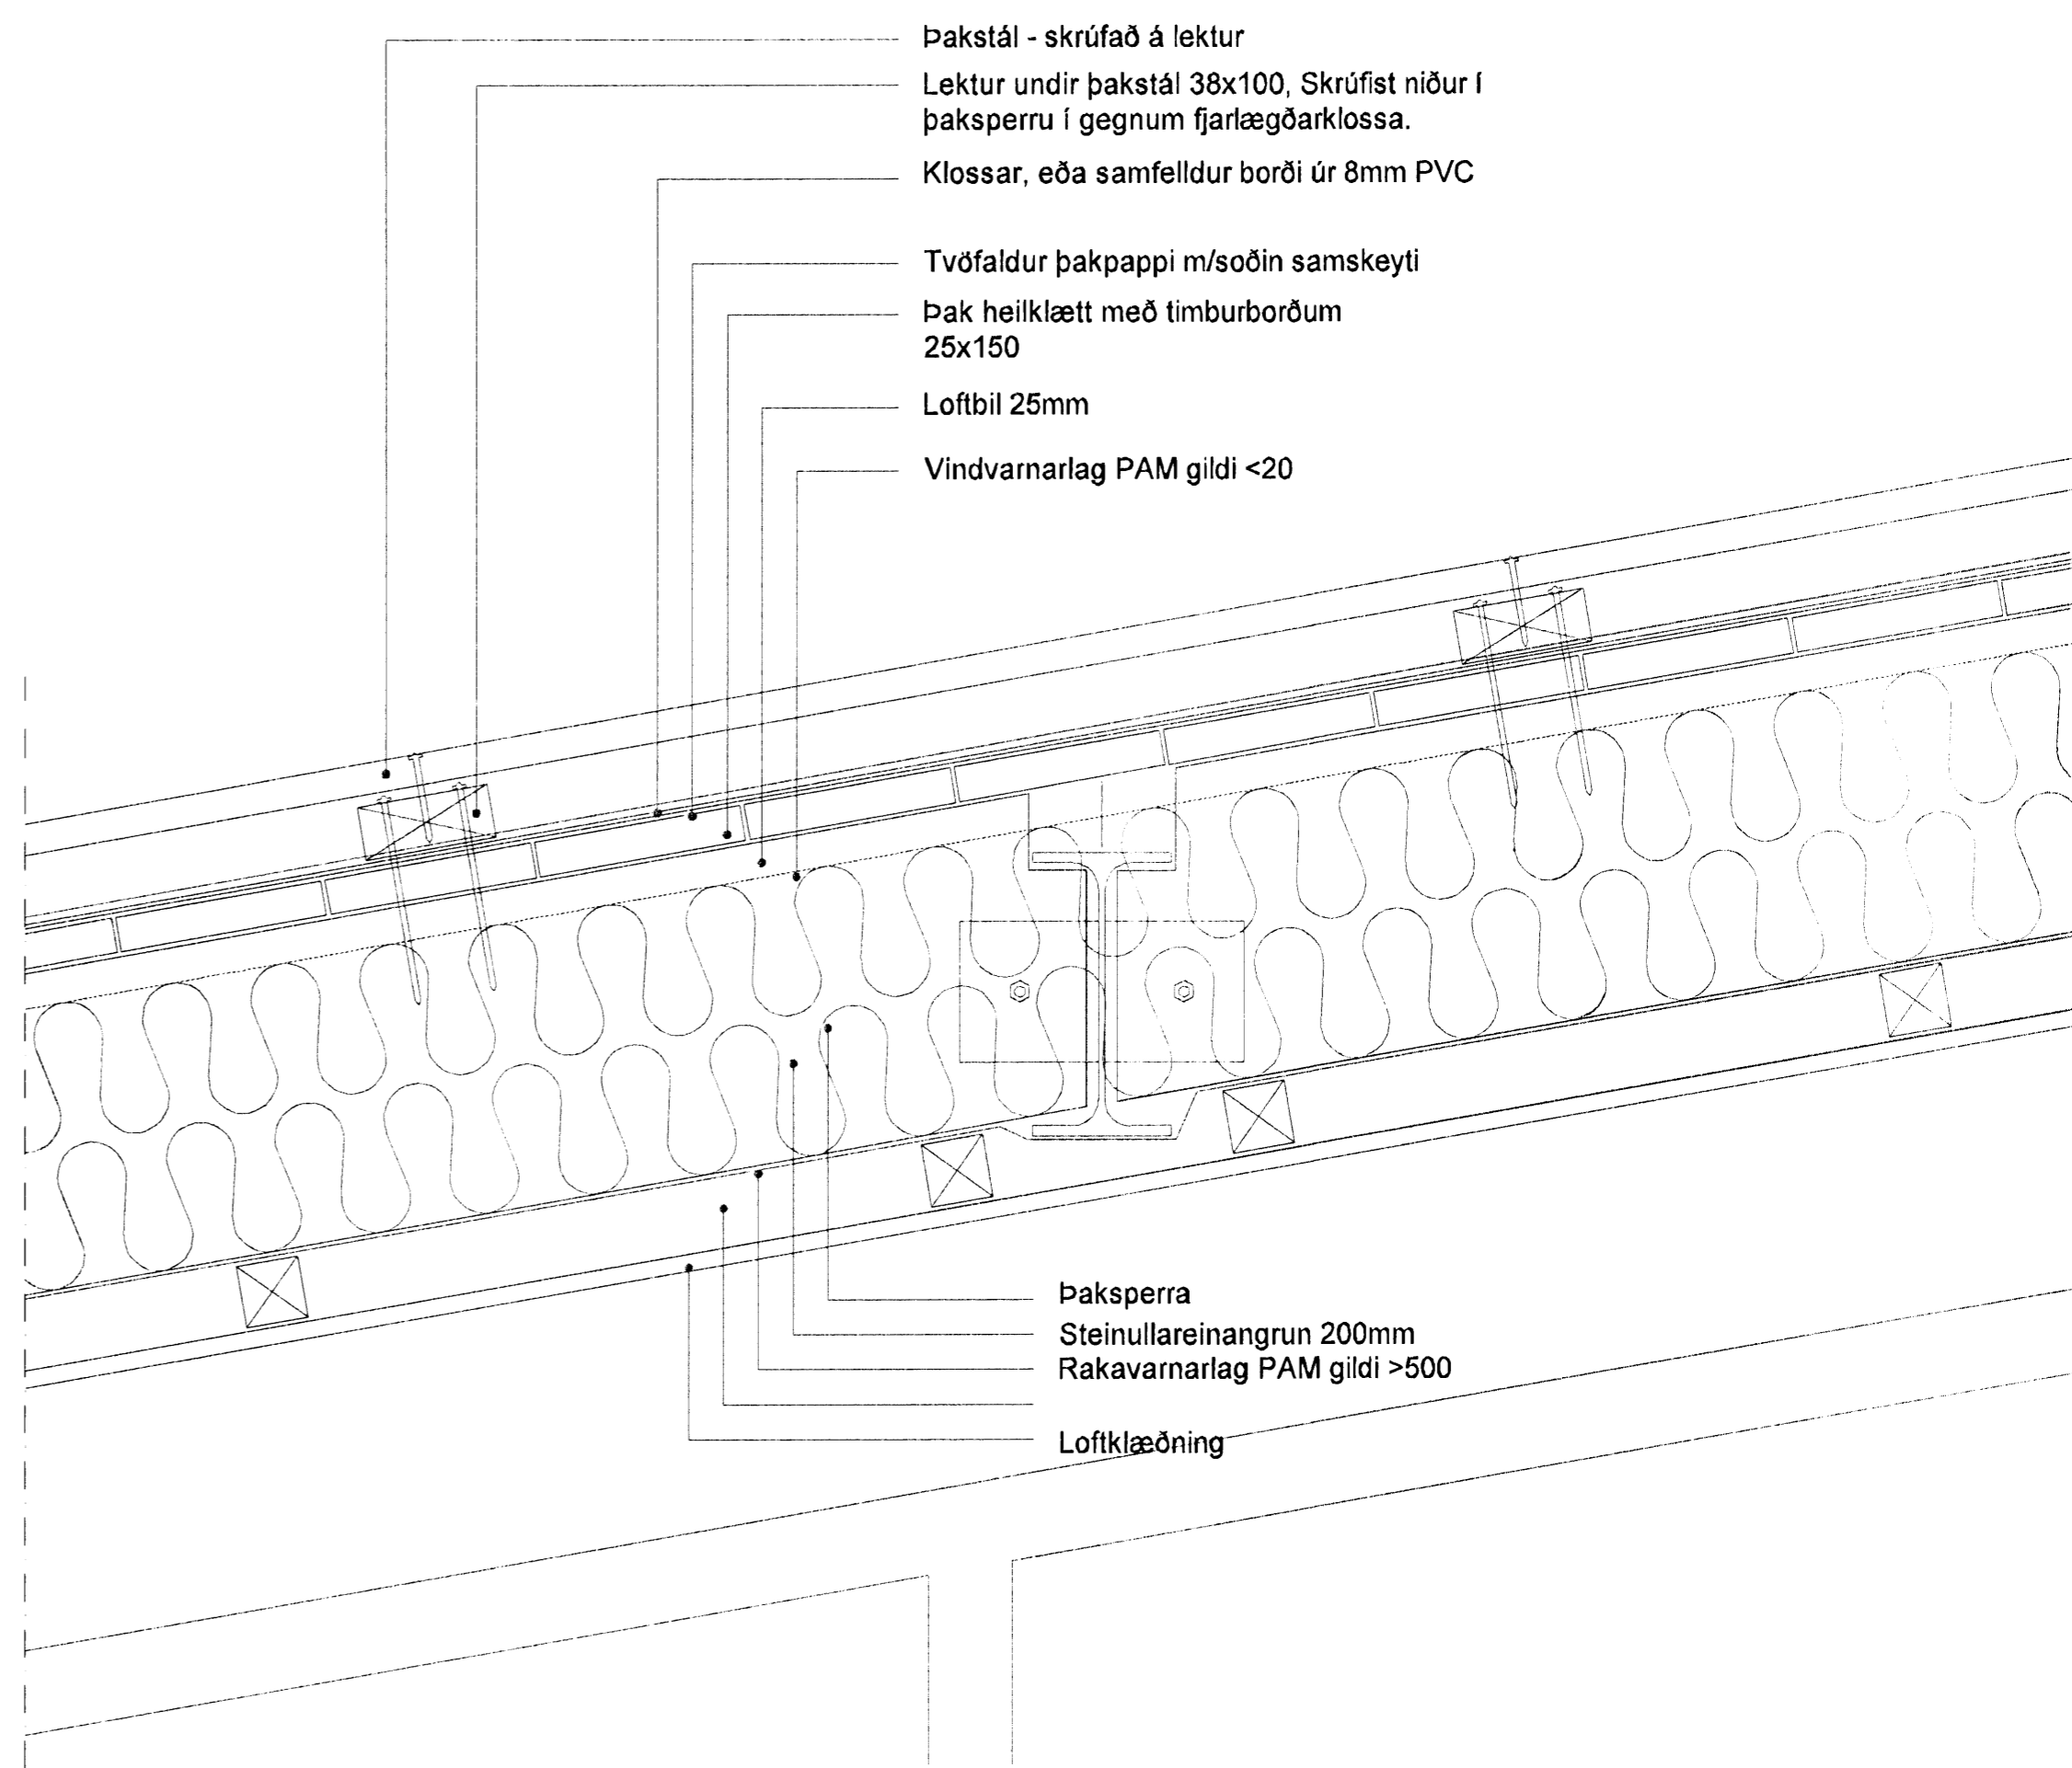 Þakstál - skrúfað á lektur
Lektur undir þakstál 38x100, Skrúfist niður í
þaksperru í gegnum fjarlægðarklossa.
Klossar, eða samfelldur borði úr 8mm PVC
Tvöfaldur þakpappi m/soðin samskeyti
Þak heilklætt með timburborðum
25x150
Loftbil 25mm
Vindvarnarlag PAM gildi <20
Þaksperra
Steinullareinangrun 200mm
Rakavarnarlag PAM gildi >500
Loftklæðning